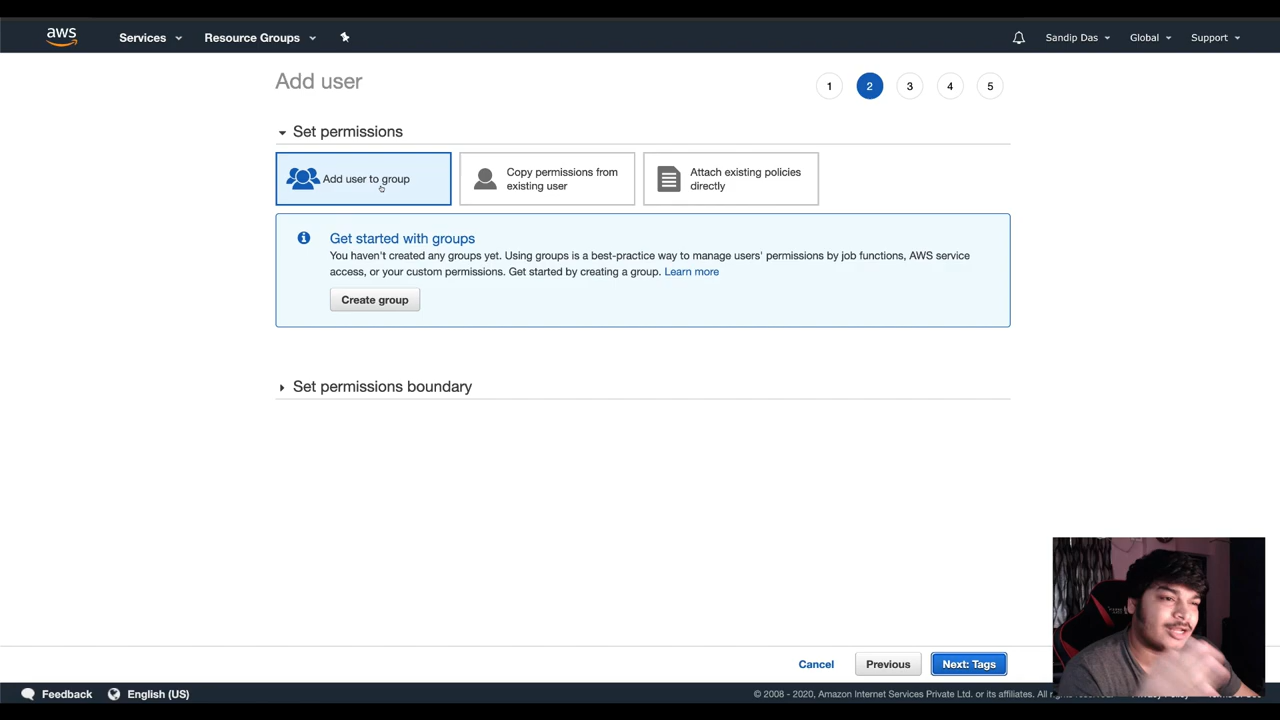 aws
Services
Resource Groups
Sandip Das
Global
Support
Add user
1
2
3
4
5
Set permissions
Add user to group
Copy permissions from
existing user
Attach existing policies
directly
Get started with groups
You haven't created any groups yet. Using groups is a best-practice way to manage users' permissions by job functions, AWS service
access, or your custom permissions. Get started by creating a group. Learn more
Create group
Set permissions boundary
Cancel
Previous
Next: Tags
Feedback
English (US)
© 2008 - 2020, Amazon Internet Services Private Ltd. or its affiliates. All